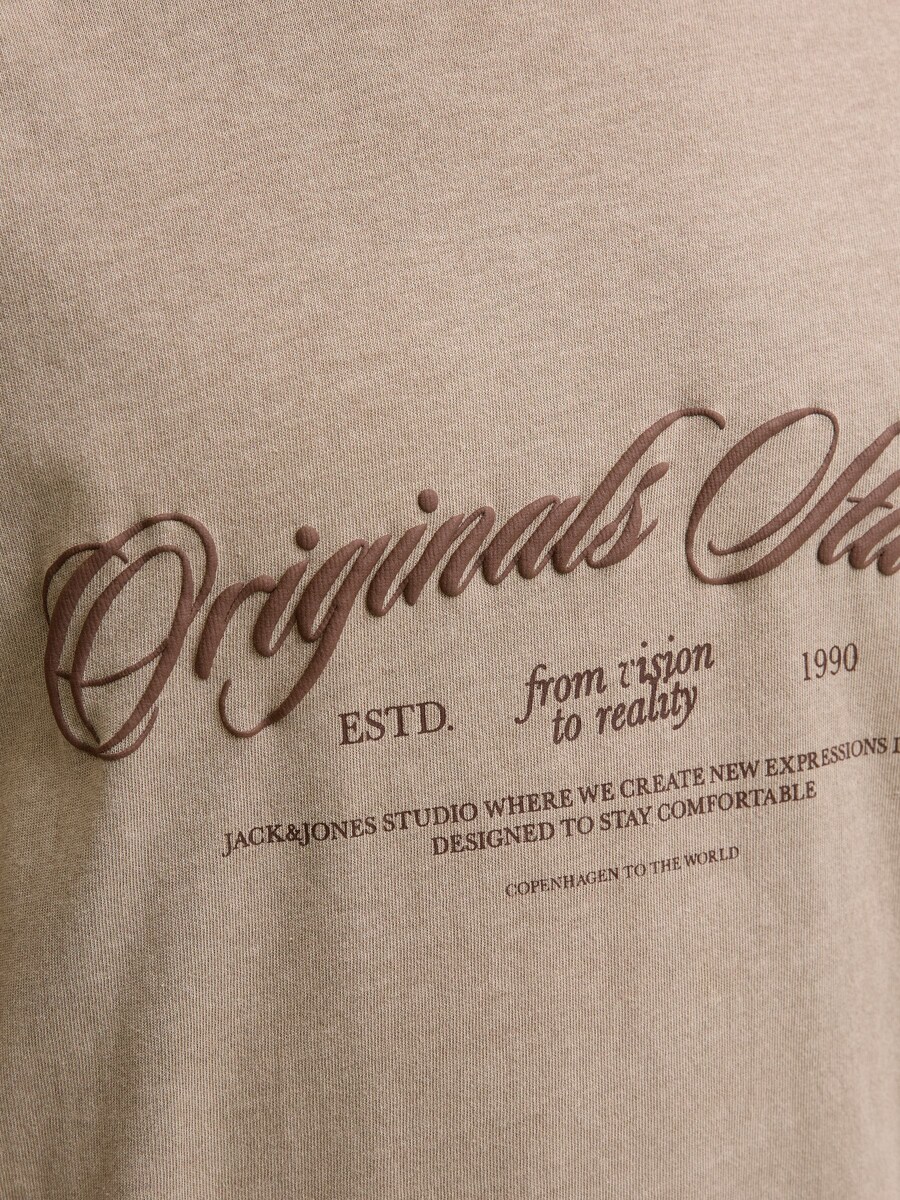 Originals
ESTD.
from vision
to reality
1990
JACK&JONES STUDIO WHERE WE CREATE NEW EXPRESSIONS
DESIGNED TO STAY COMFORTABLE
COPENHAGEN TO THE WORLD